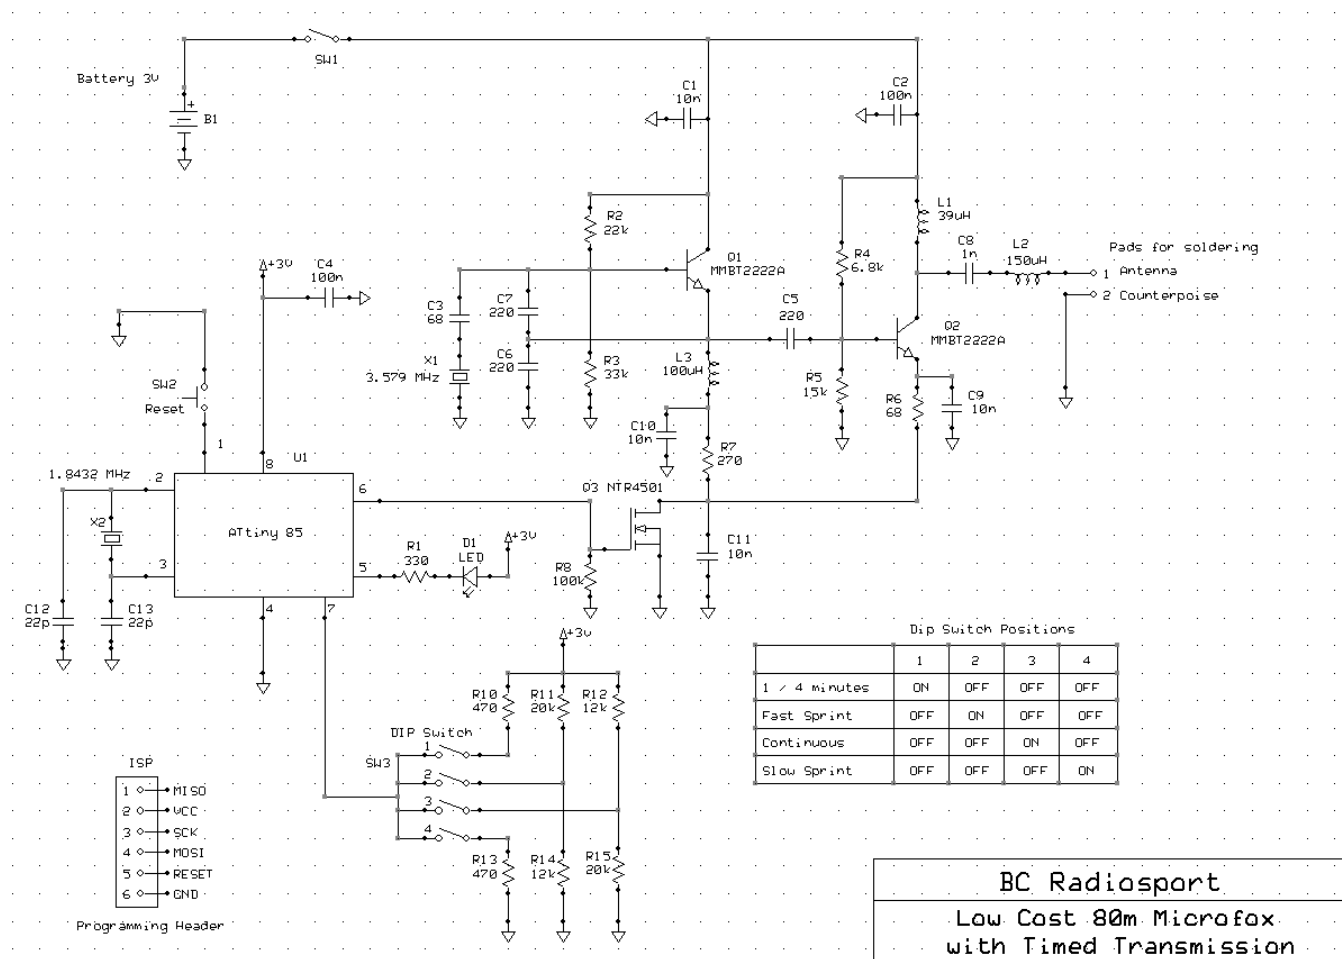 SW1
Battery 3v
+
B1
C1
10n
C2
100n
R2
22k
L1
39uH
Q1
MMBT2222A
R4
6.8k
C8
1n
L2
150uH
Pads for soldering
1 Antenna
2 Counterpoise
+3v
C4
100n
C3
68
C7
220
C5
220
Q2
MMBT2222A
X1
3.579 MHz
C6
220
R3
33k
L3
100uH
SW2
Reset
R5
15k
R6
68
C9
10n
C10
10n
R7
270
1
8
U1
1.8432 MHz
2
6
Q3 NTR4501
X2
ATtiny 85
3
5
R1
330
D1
LED
+3v
R8
100k
C11
10n
C12
22p
C13
22p
4
7
+3v
R10
470
R11
20k
R12
12k
DIP Switch
SW3
1
2
3
4
R13
470
R14
12k
R15
20k
Dip Switch Positions
1 2 3 4
1 / 4 minutes ON OFF OFF OFF
Fast Sprint OFF ON OFF OFF
Continuous OFF OFF ON OFF
Slow Sprint OFF OFF OFF ON
ISP
1 MISO
2 VCC
3 SCK
4 MOSI
5 RESET
6 GND
Programming Header
BC Radiosport
Low Cost 80m Microfox
with Timed Transmission